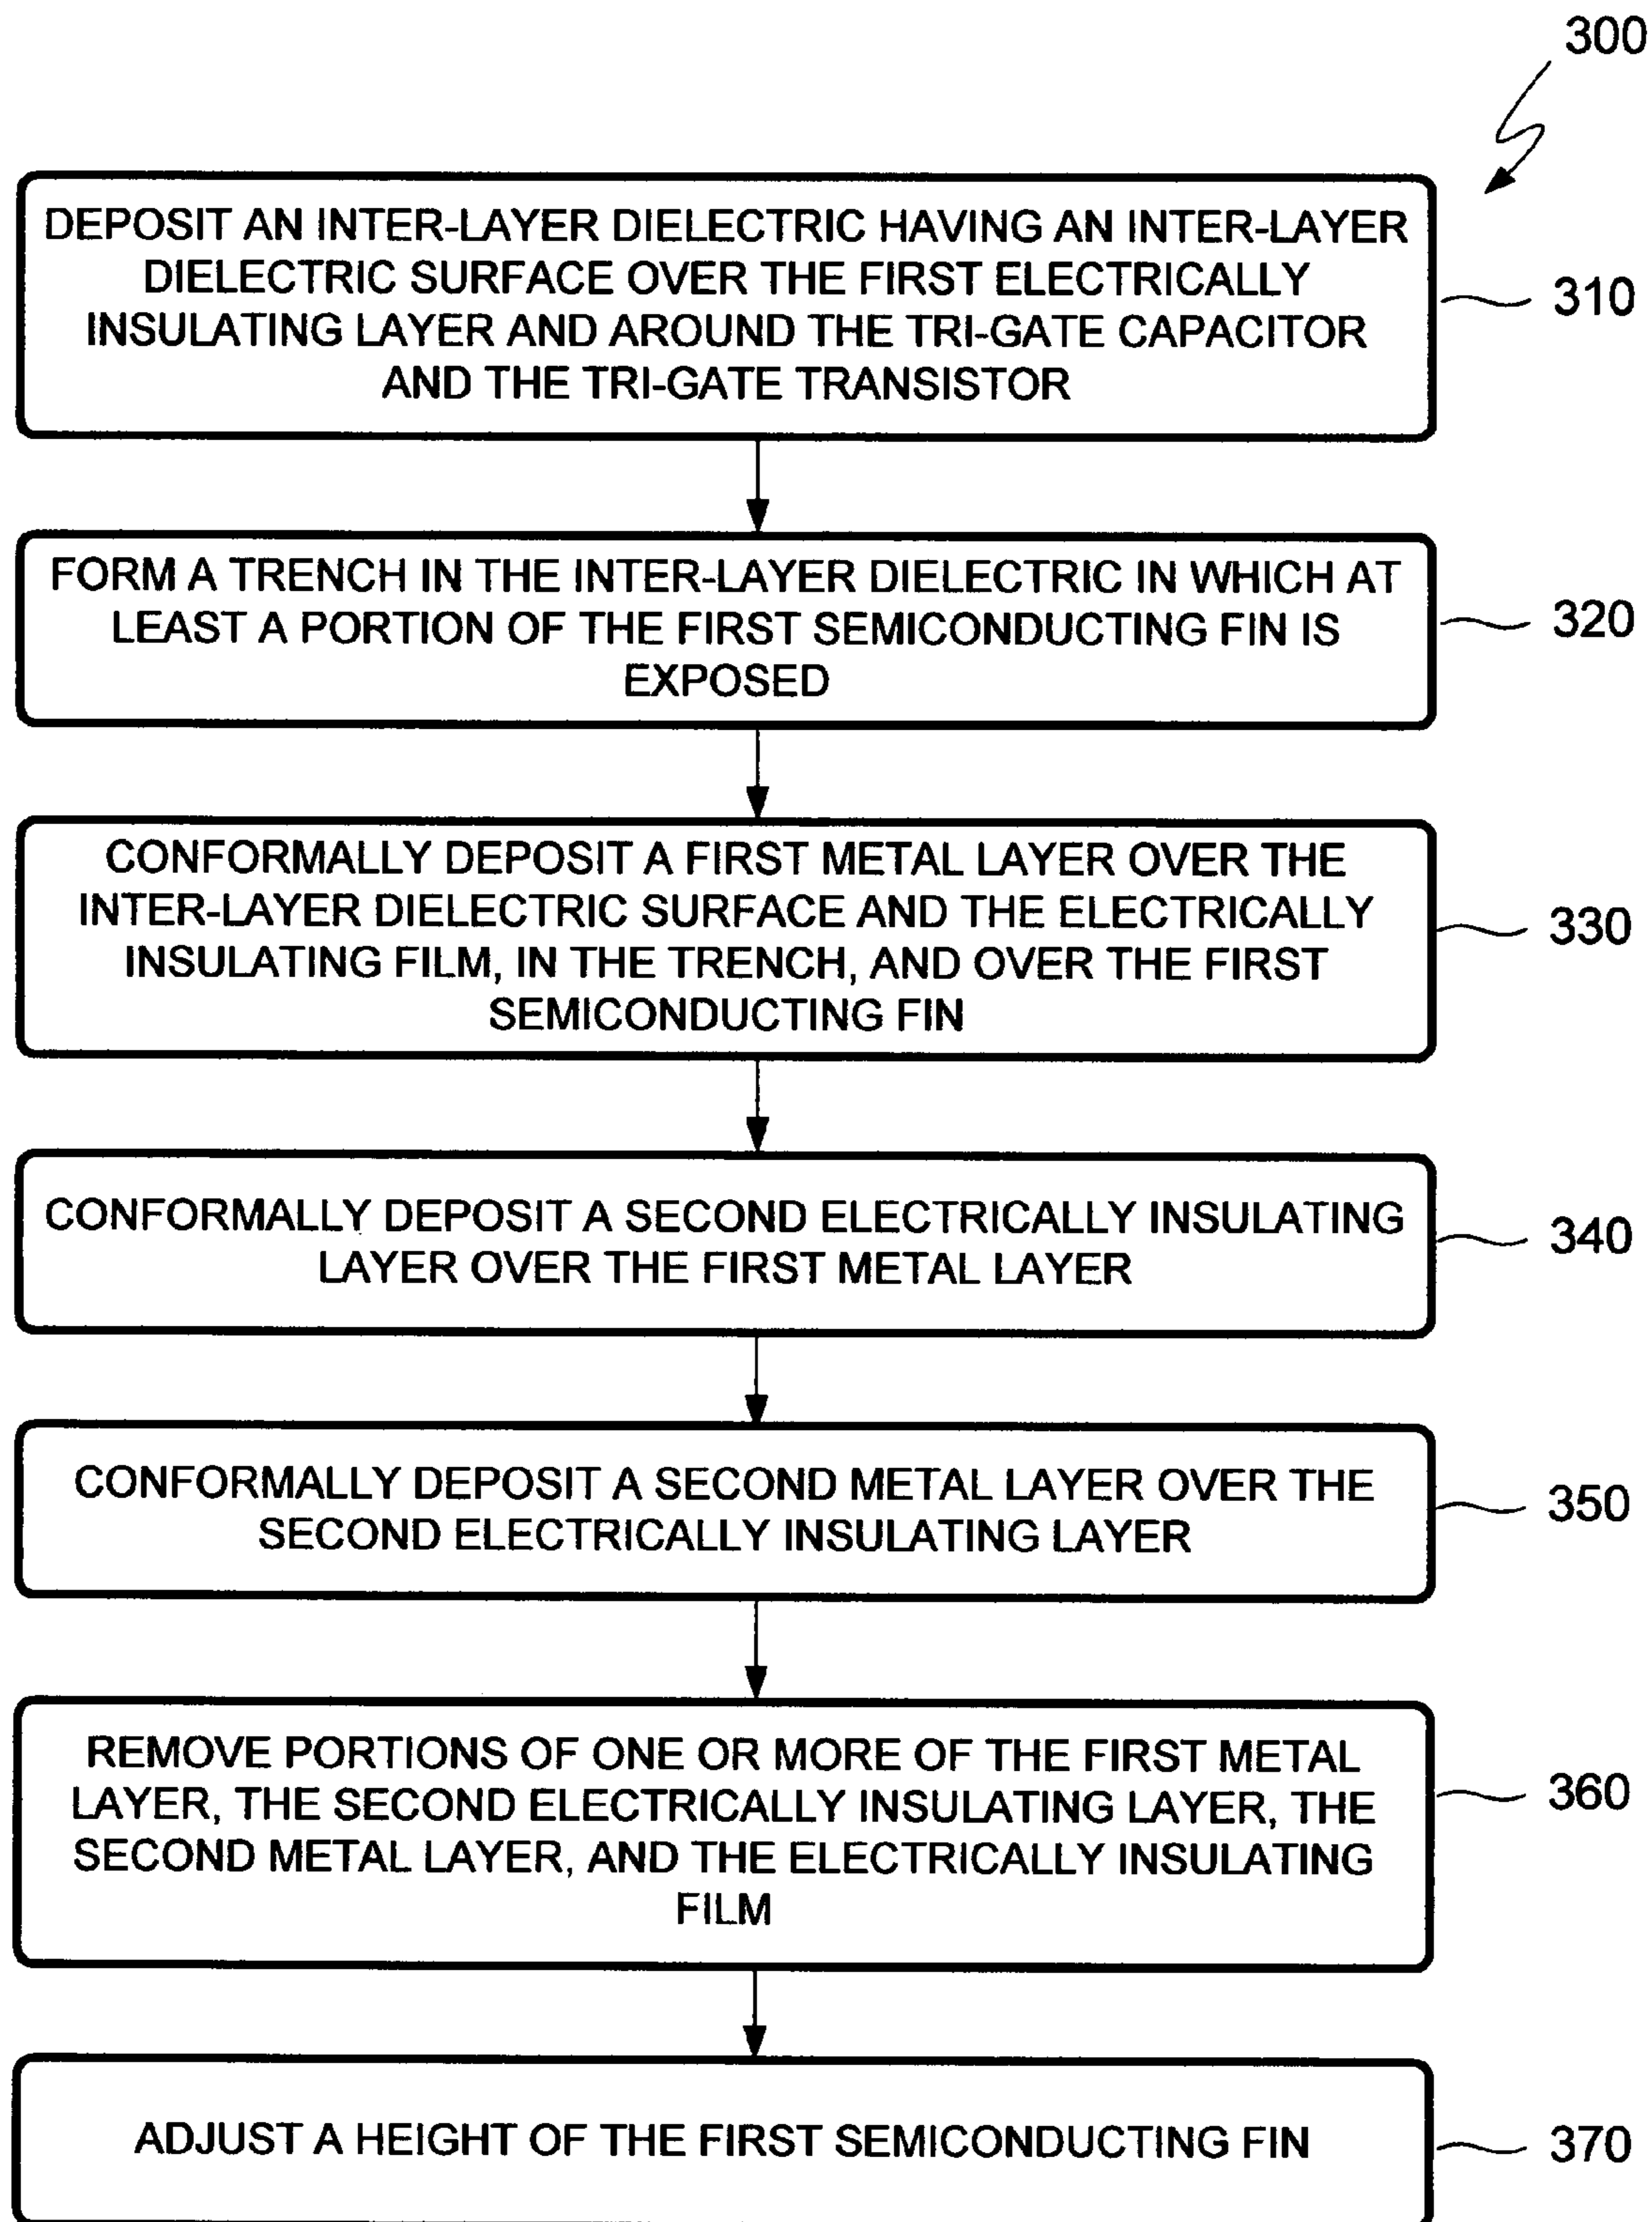 300
DEPOSIT AN INTER-LAYER DIELECTRIC HAVING AN INTER-LAYER
DIELECTRIC SURFACE OVER THE FIRST ELECTRICALLY
INSULATING LAYER AND AROUND THE TRI-GATE CAPACITOR
AND THE TRI-GATE TRANSISTOR
310
FORM A TRENCH IN THE INTER-LAYER DIELECTRIC IN WHICH AT
LEAST A PORTION OF THE FIRST SEMICONDUCTING FIN IS
EXPOSED
320
CONFORMALLY DEPOSIT A FIRST METAL LAYER OVER THE
INTER-LAYER DIELECTRIC SURFACE AND THE ELECTRICALLY
INSULATING FILM, IN THE TRENCH, AND OVER THE FIRST
SEMICONDUCTING FIN
330
CONFORMALLY DEPOSIT A SECOND ELECTRICALLY INSULATING
LAYER OVER THE FIRST METAL LAYER
340
CONFORMALLY DEPOSIT A SECOND METAL LAYER OVER THE
SECOND ELECTRICALLY INSULATING LAYER
350
REMOVE PORTIONS OF ONE OR MORE OF THE FIRST METAL
LAYER, THE SECOND ELECTRICALLY INSULATING LAYER, THE
SECOND METAL LAYER, AND THE ELECTRICALLY INSULATING
FILM
360
ADJUST A HEIGHT OF THE FIRST SEMICONDUCTING FIN
370